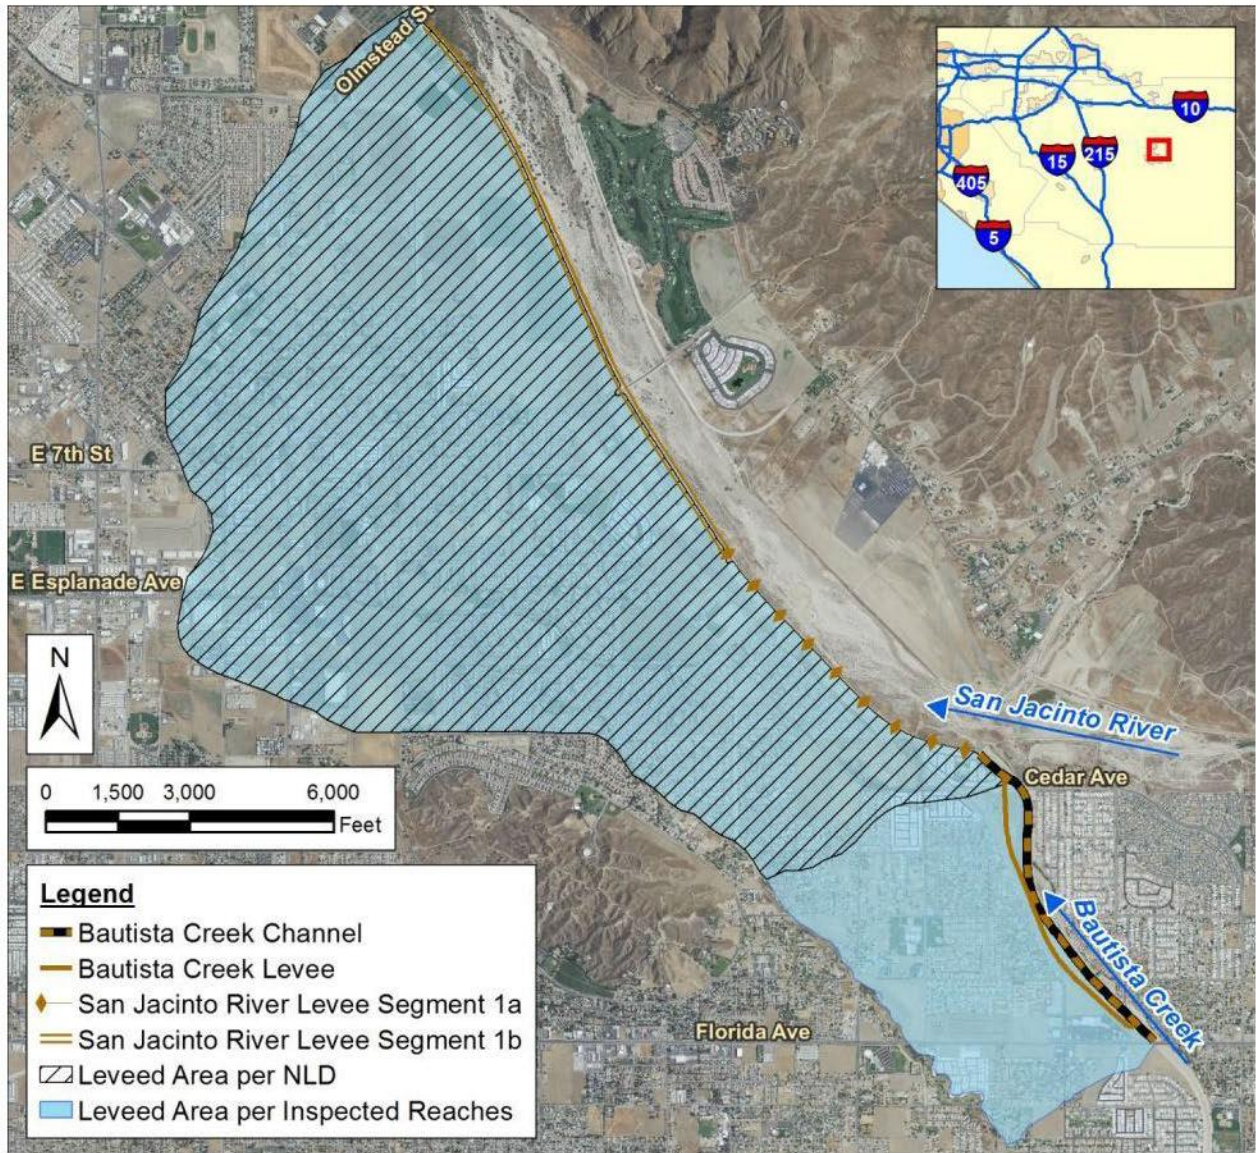 Olmstead St
10
15
215
405
5
E 7th St
E Esplanade Ave
N
San Jacinto River
Cedar Ave
0 1,500 3,000 6,000
Feet
Bautista Creek
Florida Ave
Legend
Bautista Creek Channel
Bautista Creek Levee
San Jacinto River Levee Segment 1a
San Jacinto River Levee Segment 1b
Leveed Area per NLD
Leveed Area per Inspected Reaches